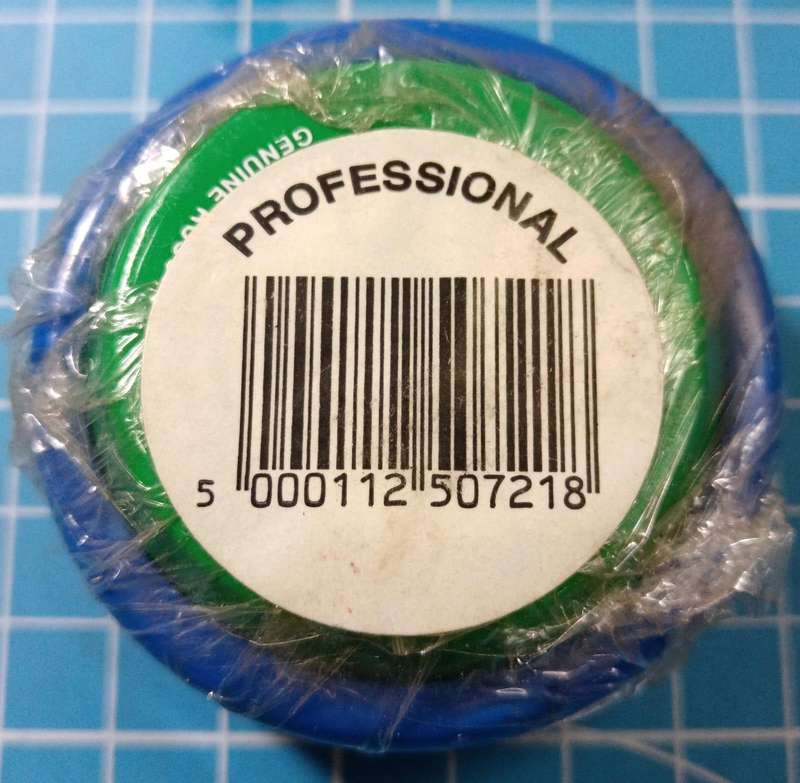 GENUINE
PROFESSIONAL
5 000112 507218